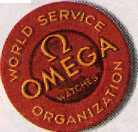 WORLD SERVICE
Ω
OMEGA
WATCHES
ORGANIZATION